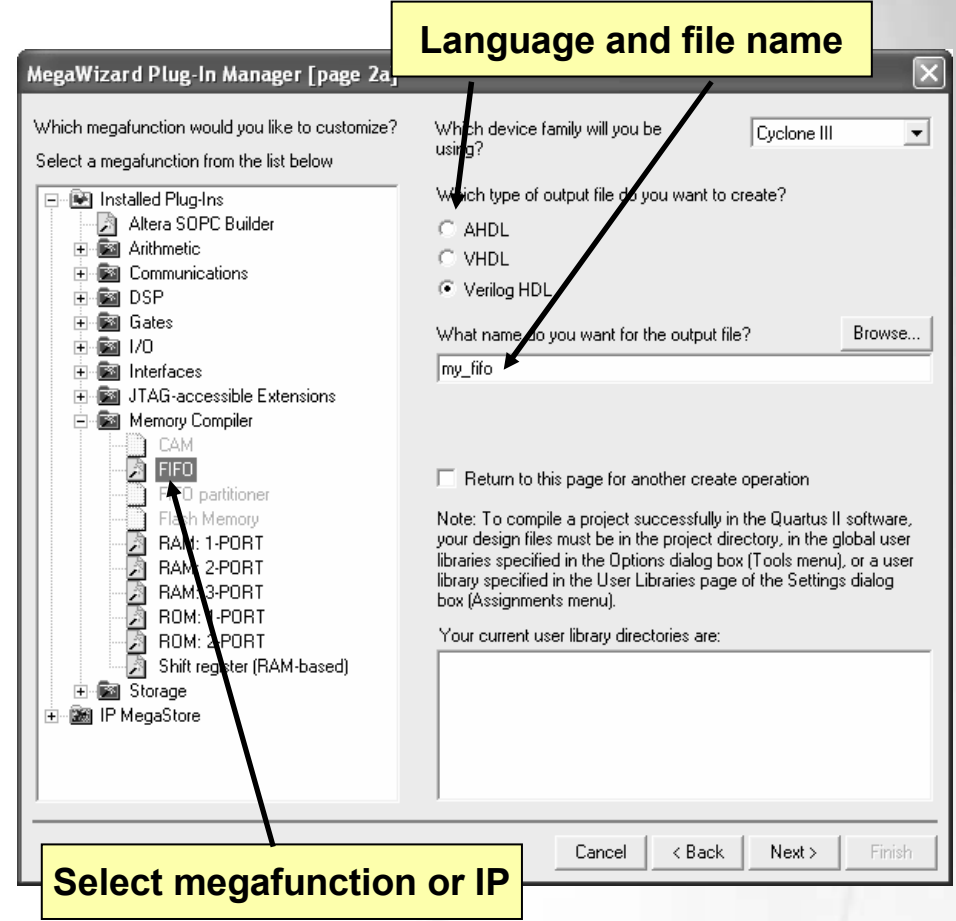 Language and file name
MegaWizard Plug-In Manager [page 2a]
Which megafunction would you like to customize?
Select a megafunction from the list below
Installed Plug-Ins
Altera SOPC Builder
Arithmetic
Communications
DSP
Gates
I/O
Interfaces
JTAG-accessible Extensions
Memory Compiler
CAM
FIFO
FIFO partitioner
Flash Memory
RAM: 1-PORT
RAM: 2-PORT
RAM: 3-PORT
ROM: 1-PORT
ROM: 2-PORT
Shift register (RAM-based)
Storage
IP MegaStore
Which device family will you be
using?
Cyclone III
Which type of output file do you want to create?
AHDL
VHDL
Verilog HDL
What name do you want for the output file?
Browse...
my_fifo
Return to this page for another create operation
Note: To compile a project successfully in the Quartus II software,
your design files must be in the project directory, in the global user
libraries specified in the Options dialog box (Tools menu), or a user
library specified in the User Libraries page of the Settings dialog
box (Assignments menu).
Your current user library directories are:
Cancel
< Back
Next >
Finish
Select megafunction or IP